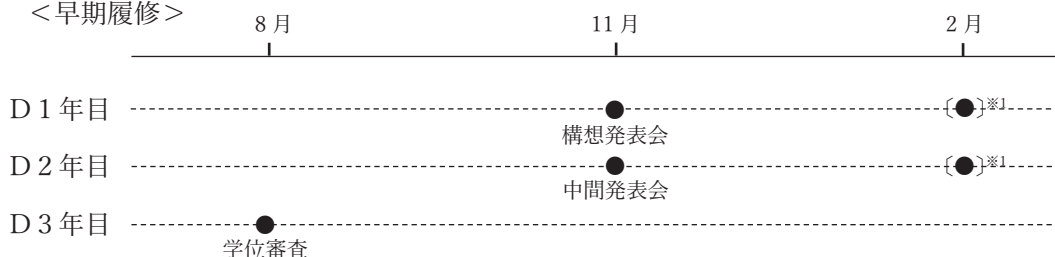 ＜早期履修＞
8月 11月 2月
D１年目 〔●〕※1
構想発表会
D２年目 〔●〕※1
中間発表会
D３年目
学位審査